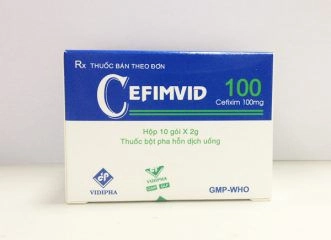 Rx THUỐC BÁN THEO ĐƠN
CEFIMVID 100
Cefixim 100mg
Hộp 10 gói X 2g
Thuốc bột pha hỗn dịch uống
VIDIPHA
GMP-WHO